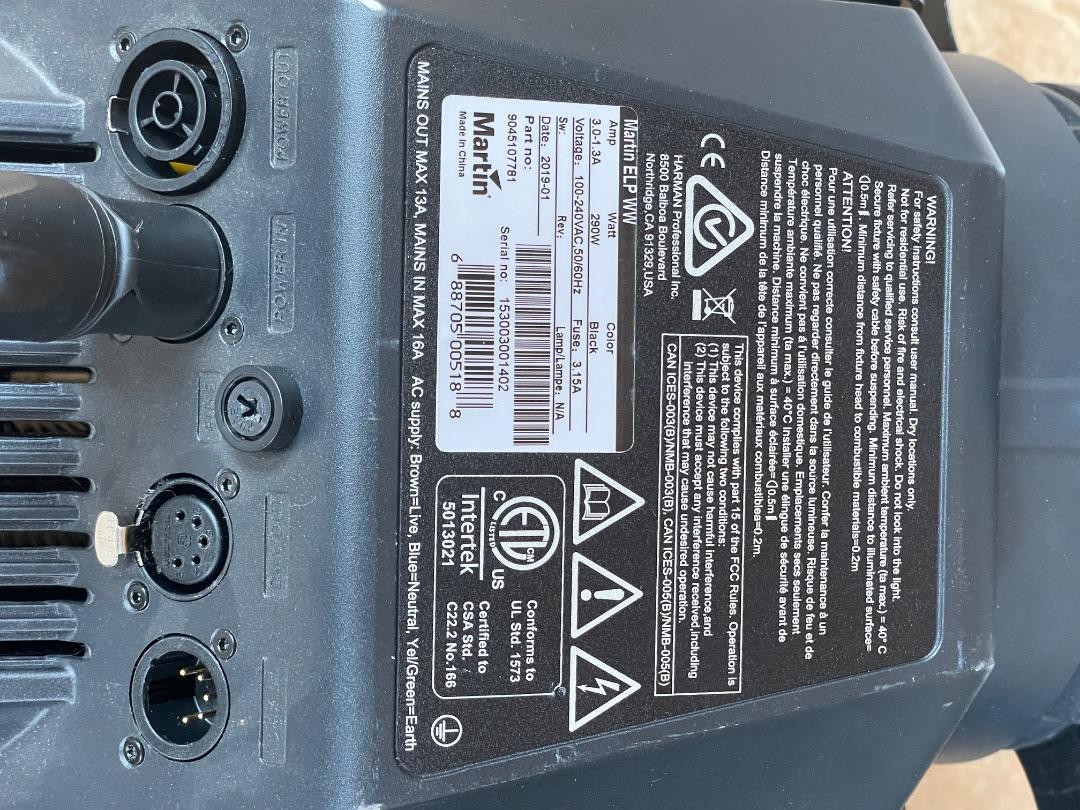 WARNING!
For safety instructions consult user manual. Dry locations only.
Not for residential use. Risk of fire and electrical shock. Do not look into the light.
Refer servicing to qualified service personnel. Maximum ambient temperature (ta max.) = 40° C
Secure fixture with safety cable before suspending. Minimum distance to illuminated surface=
0.5m. Minimum distance from fixture head to combustible materials=0.2m
ATTENTION!
Pour une utilisation correcte consulter le guide de l'utilisateur. Confier la maintenance à un
personnel qualifié. Ne pas regarder directement dans la source lumineuse. Risque de feu et de
choc électrique. Ne convient pas á l'utilisation domestique. Emplacements secs seulement
Température ambiante maximum (ta max.) = 40°C Installer une élingue de sécurité avant de
suspendre la machine. Distance minimum à surface éclairée= 0.5m
Distance minimum de la tête de l'appareil aux matériaux combustibles=0.2m.
CE
HARMAN Professional Inc.
8500 Balboa Boulevard
Northridge, CA 91329, USA
This device complies with part 15 of the FCC Rules. Operation is
subject to the following two conditions:
(1) This device may not cause harmful interference,and
(2) This device must accept any interference received,including
interference that may cause undesired operation.
CAN ICES-003(B)/NMB-003(B), CAN ICES-005(B)/NMB-005(B)
Martin ELP WW
Amp Watt Color
3.0-1.3A 290W Black
Voltage: 100-240VAC,50/60Hz Fuse: 3.15A
Sw: Rev: Lamp/Lampe: N/A
Date: 2019-01
Part no:
9045107781
Serial no: 153003001402
Martin
Made in China
6 88705 00518 8
ETL CM
LISTED
C US
Intertek
5013021
Conforms to
UL Std. 1573
Certified to
CSA Std.
C22.2 No.166
MAINS OUT MAX 13A, MAINS IN MAX 16A AC supply: Brown=Live, Blue=Neutral, Yel/Green=Earth
POWER OUT
POWER IN